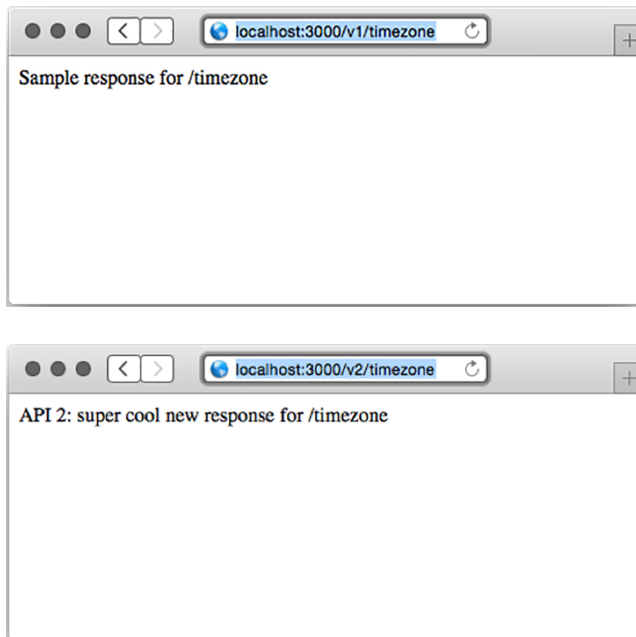 localhost:3000/v1/timezone
Sample response for /timezone
localhost:3000/v2/timezone
API 2: super cool new response for /timezone